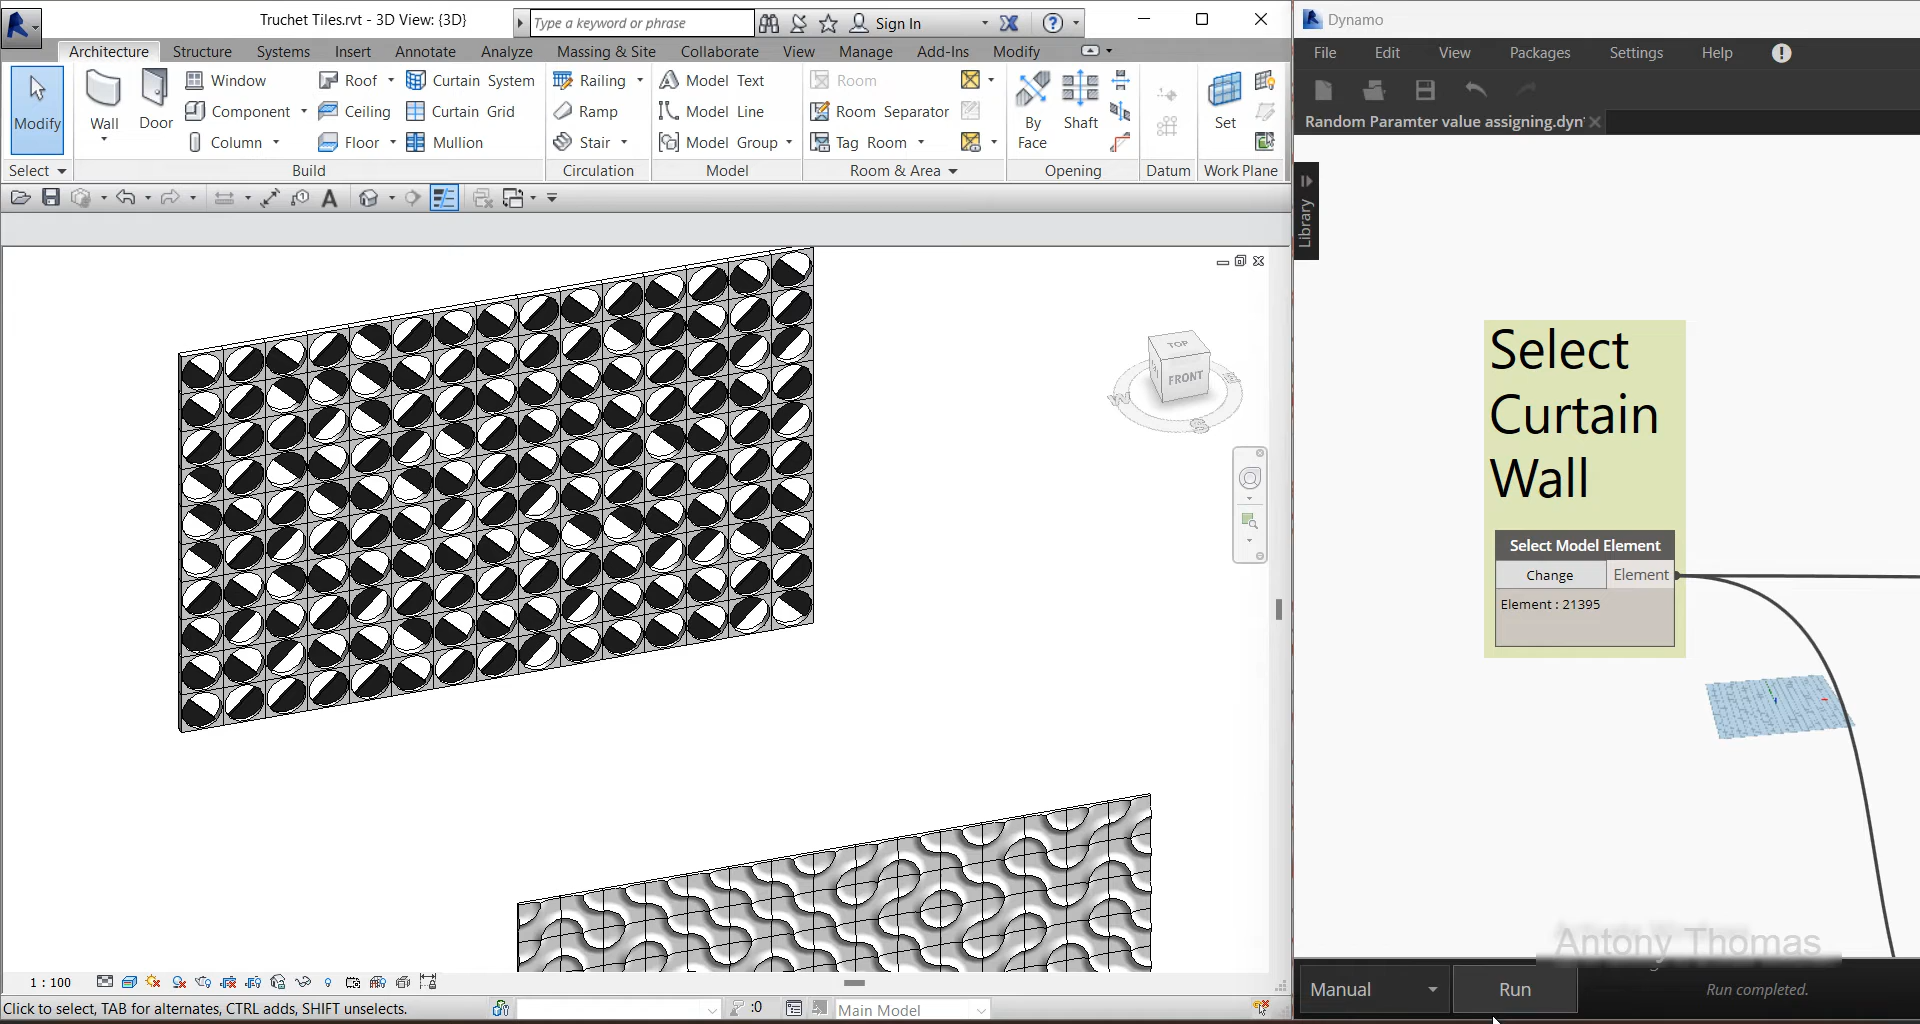 Truchet Tiles.rvt - 3D View: {3D}
Type a keyword or phrase
Sign In
Architecture
Structure
Systems
Insert
Annotate
Analyze
Massing & Site
Collaborate
View
Manage
Add-Ins
Modify
Modify
Wall
Door
Window
Component
Column
Roof
Ceiling
Floor
Curtain System
Curtain Grid
Mullion
Railing
Ramp
Stair
Model Text
Model Line
Model Group
Room
Room Separator
Tag Room
By
Face
Shaft
Set
Select
Build
Circulation
Model
Room & Area
Opening
Datum
Work Plane
A
TOP
FRONT
W
S
1 : 100
Click to select, TAB for alternates, CTRL adds, SHIFT unselects.
:0
Main Model
Dynamo
File
Edit
View
Packages
Settings
Help
Random Paramter value assigning.dyn*
Library
Select
Curtain
Wall
Select Model Element
Change
Element
Element : 21395
Antony Thomas
Manual
Run
Run completed.